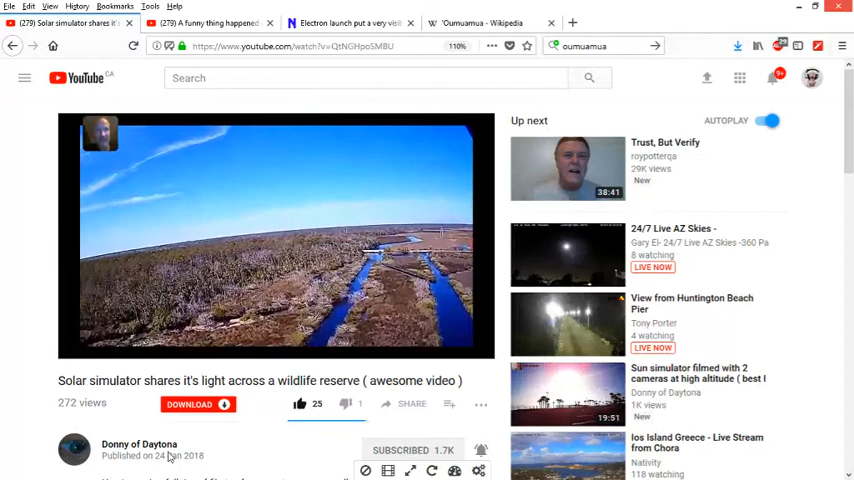 File Edit View History Bookmarks Tools Help
(279) Solar simulator shares it's
(279) A funny thing happened
Electron launch put a very visib
'Oumuamua - Wikipedia
https://www.youtube.com/watch?v=QtNGHpoSMBU
110%
oumuamua
YouTube CA
Search
9+
Up next
AUTOPLAY
Trust, But Verify
roypotterqa
29K views
New
38:41
24/7 Live AZ Skies -
Gary El- 24/7 Live AZ -360 Pa
8 watching
LIVE NOW
View from Huntington Beach
Pier
Tony Porter
4 watching
LIVE NOW
Sun simulator filmed with 2
cameras at high altitude ( best I
Donny of Daytona
1K views
New
19:51
Ios Island Greece - Live Stream
from Chora
Nativity
118 watching
Solar simulator shares it's light across a wildlife reserve ( awesome video )
272 views
DOWNLOAD
25
1
SHARE
Donny of Daytona
Published on 24 Jan 2018
SUBSCRIBED 1.7K